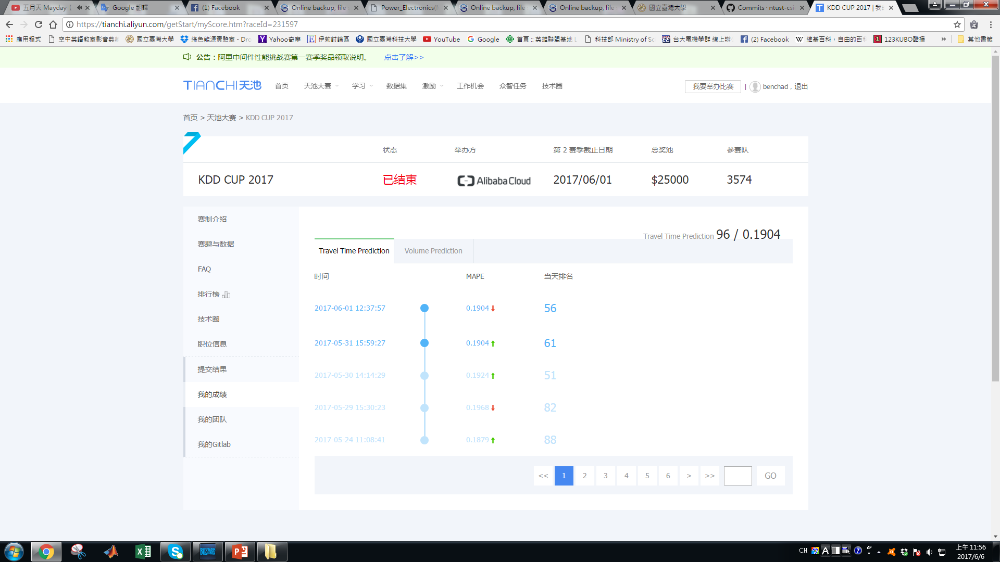 五月天 Mayday
Google 翻譯
(1) Facebook
Online backup, file s
Power_Electronics(
Online backup, file
Online backup, file
國立臺灣大學
Commits · ntust-csi
KDD CUP 2017 | 我的
https://tianchi.aliyun.com/getStart/myScore.htm?raceId=231597
應用程式
空中英語教室影音典
國立臺灣大學
綠色能源實驗室 - Dro
Yahoo奇摩
伊莉討論區
國立臺灣科技大學
YouTube
Google
首頁 :: 英雄聯盟基地 L
科技部 Ministry of Sc
台大電機學群 線上辦
(2) Facebook
維基百科，自由的百科
123KUBO酷播
»
其他書籤
公告：阿里中间件性能挑战赛第一赛季奖品领取说明。 点击了解>>
TIANCHI天池
首页
天池大赛
学习
数据集
激励
工作机会
众智任务
技术圈
我要举办比赛 | benchad，退出
首页 > 天池大赛 > KDD CUP 2017
状态 举办方 第 2 赛季截止日期 总奖池 参赛队
KDD CUP 2017 已结束 Alibaba Cloud 2017/06/01 $25000 3574
赛制介绍
赛题与数据
FAQ
排行榜
技术圈
职位信息
提交结果
我的成绩
我的团队
我的Gitlab
Travel Time Prediction 96 / 0.1904
Travel Time Prediction Volume Prediction
时间 MAPE 当天排名
2017-06-01 12:37:57 0.1904 56
2017-05-31 15:59:27 0.1904 61
2017-05-30 14:14:29 0.1924 51
2017-05-29 15:30:23 0.1968 82
2017-05-24 11:08:41 0.1879 88
<< 1 2 3 4 5 6 > >> GO
CH
上午 11:56
2017/6/6